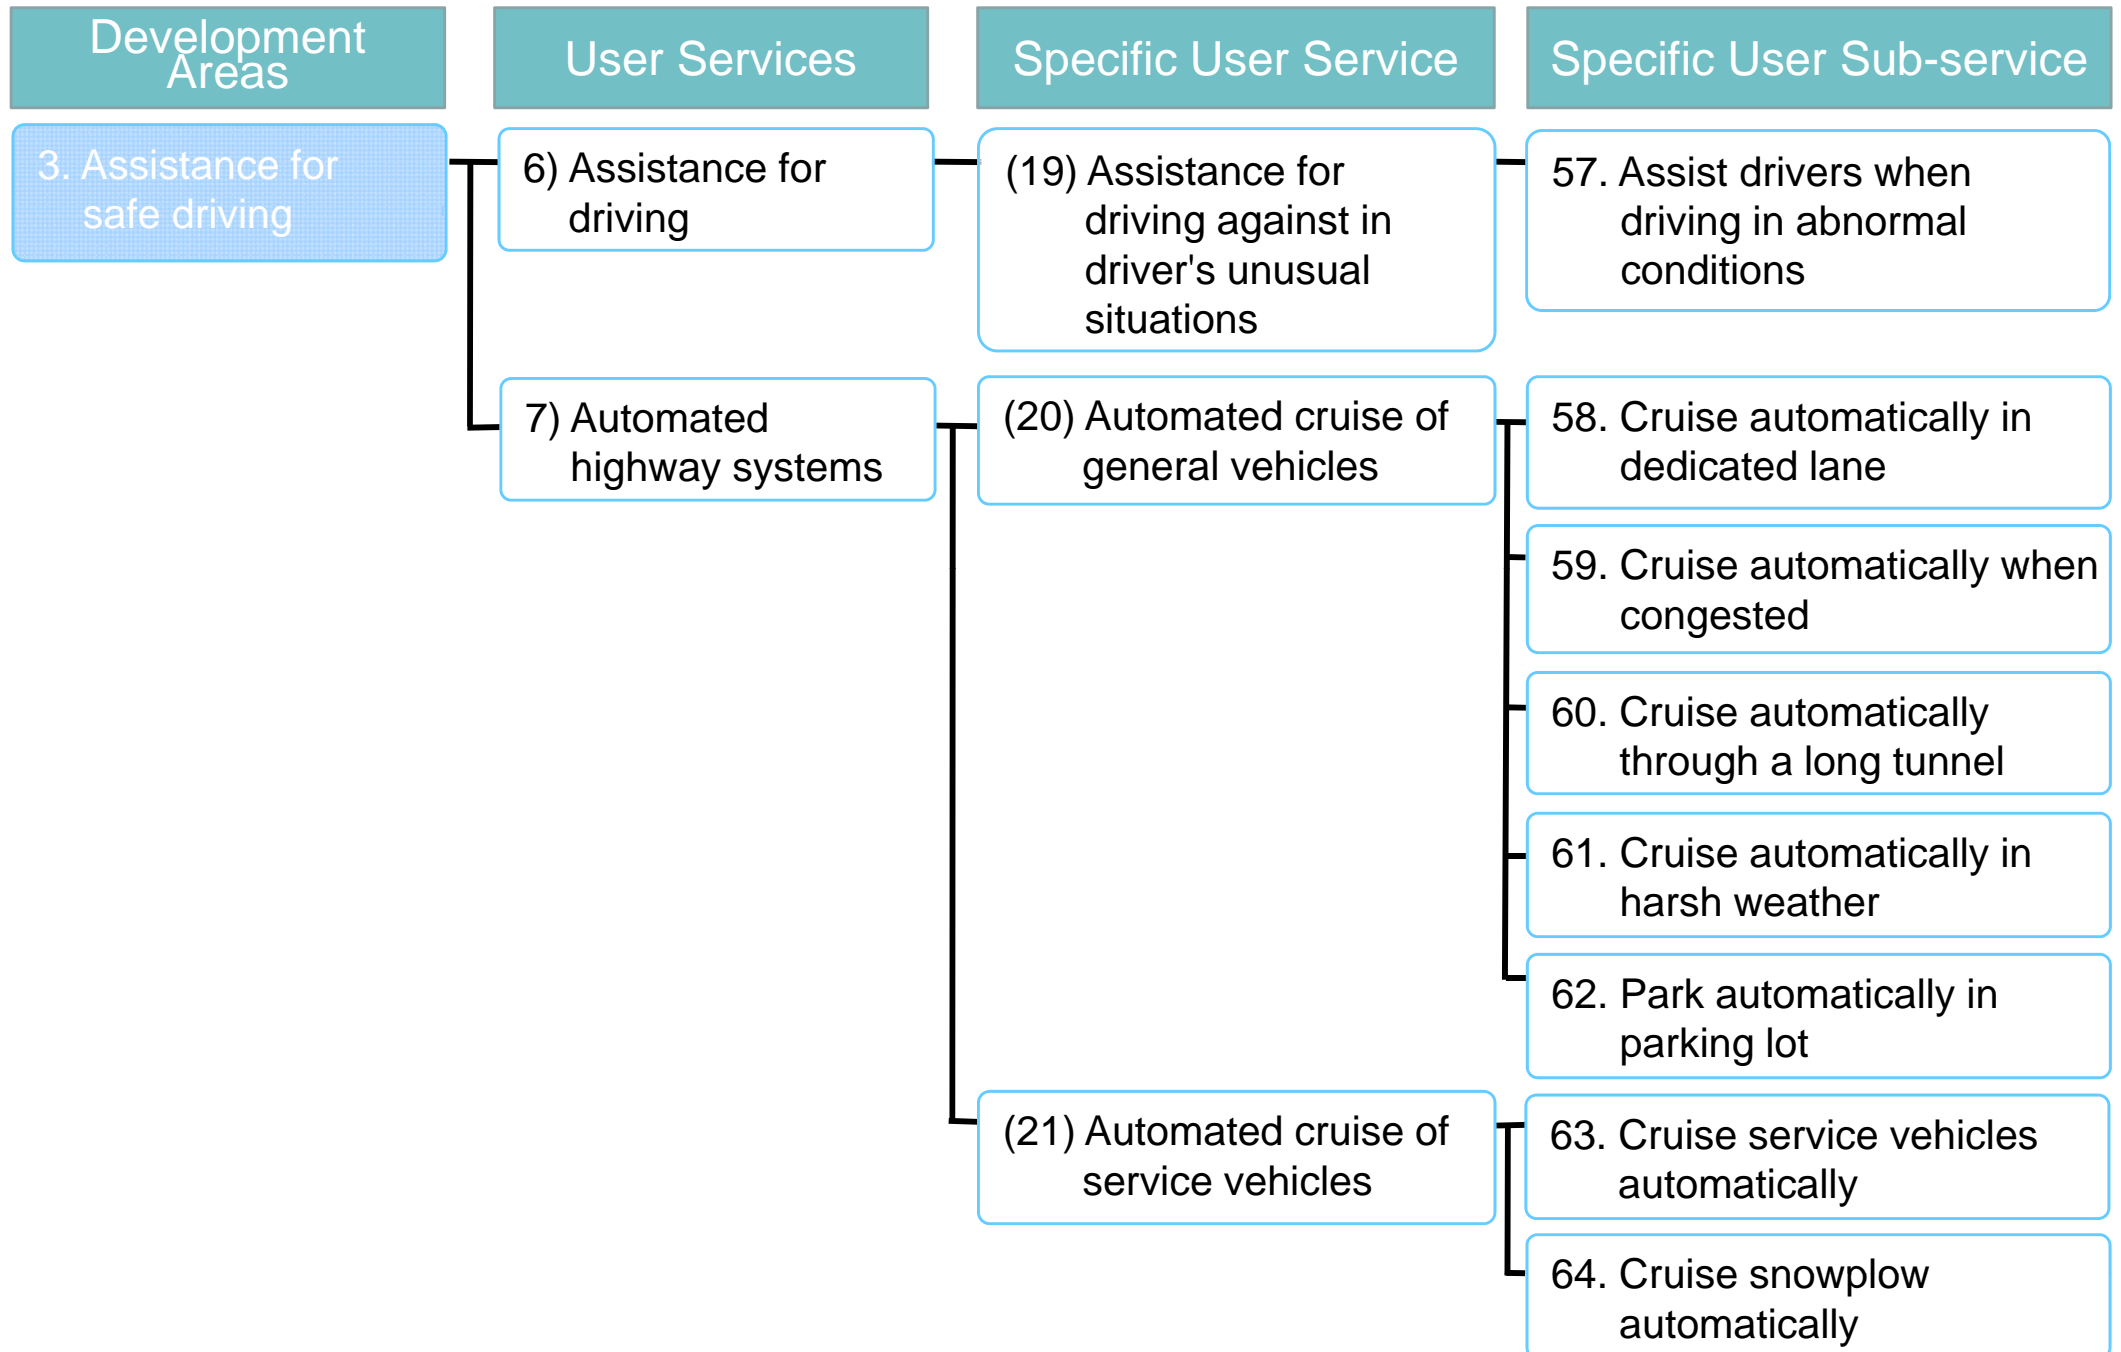 Development
Areas
User Services
Specific User Service
Specific User Sub-service
3. Assistance for
safe driving
6) Assistance for
driving
(19) Assistance for
driving against in
driver's unusual
situations
57. Assist drivers when
driving in abnormal
conditions
7) Automated
highway systems
(20) Automated cruise of
general vehicles
58. Cruise automatically in
dedicated lane
59. Cruise automatically when
congested
60. Cruise automatically
through a long tunnel
61. Cruise automatically in
harsh weather
62. Park automatically in
parking lot
(21) Automated cruise of
service vehicles
63. Cruise service vehicles
automatically
64. Cruise snowplow
automatically